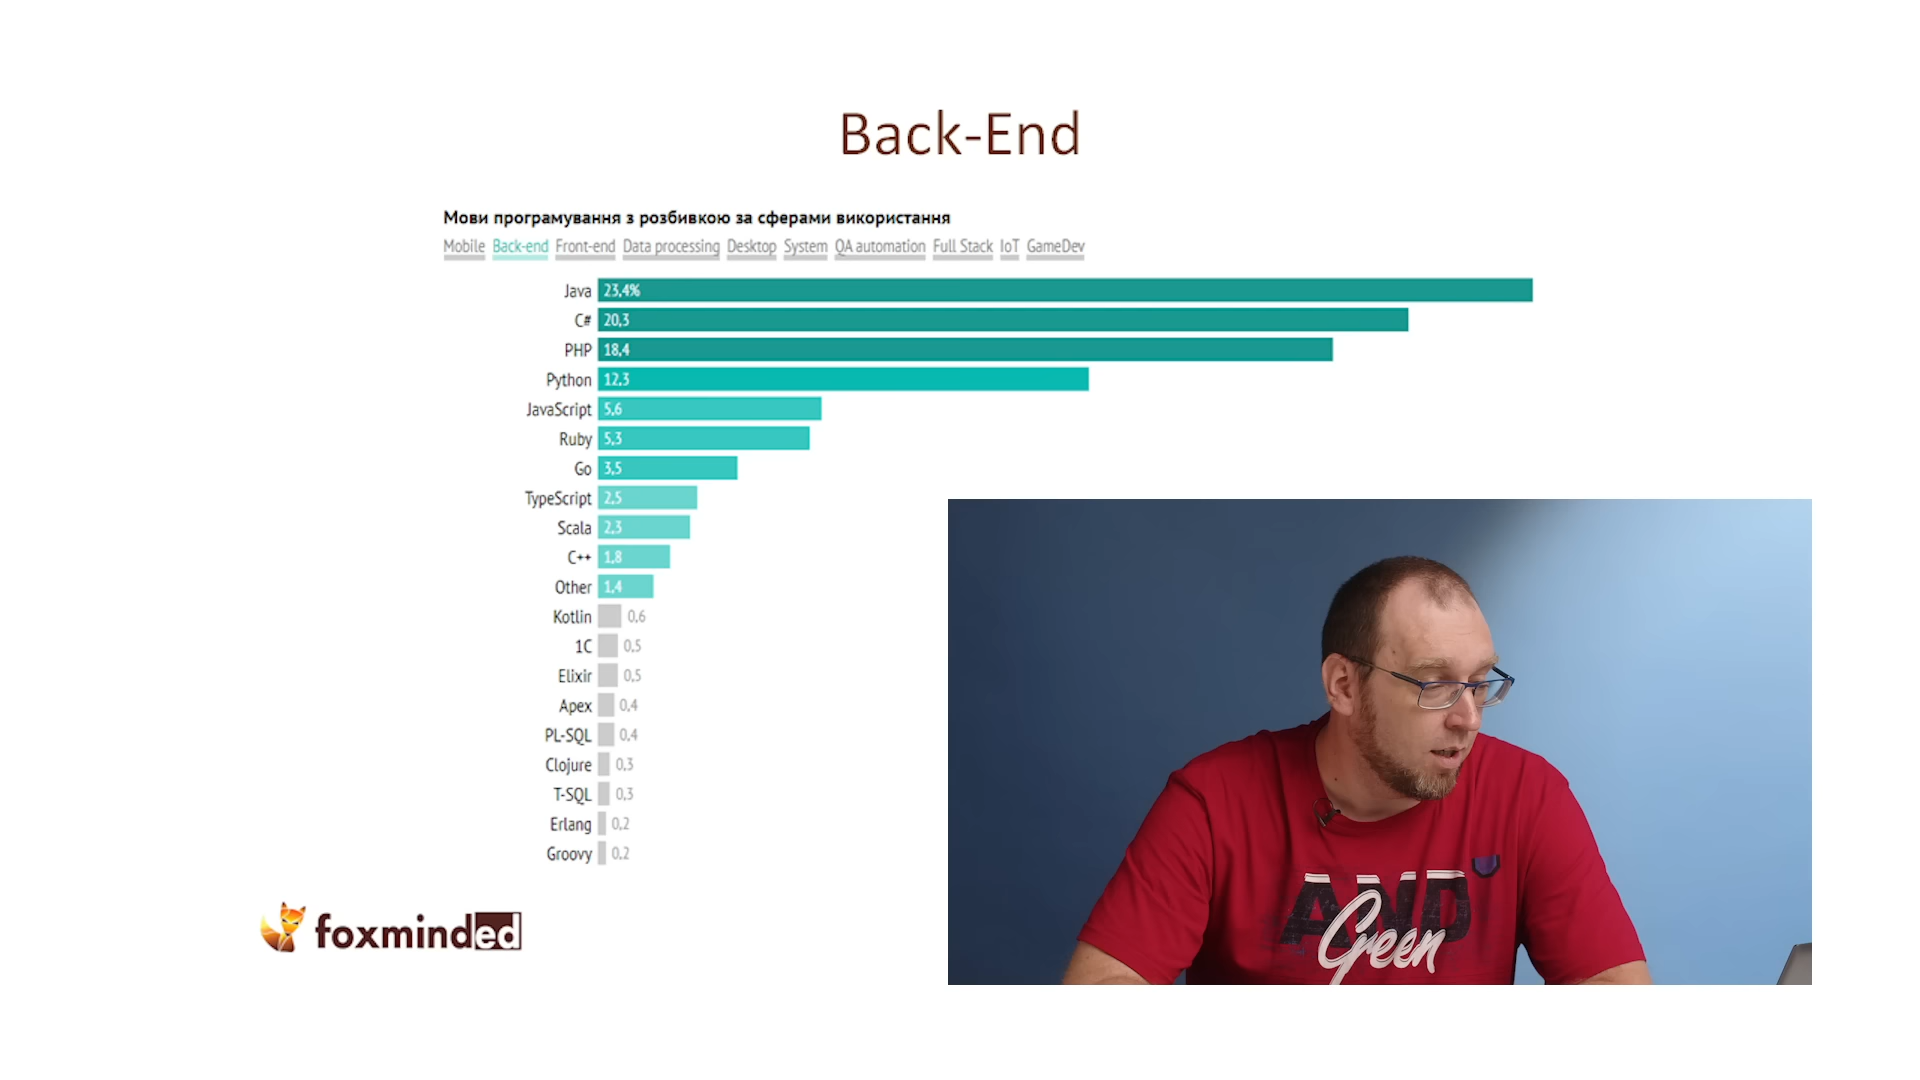 Back-End
Мови програмування з розбивкою за сферами використання
Mobile Back-end Front-end Data processing Desktop System QA automation Full Stack IoT GameDev
Java 23,4%
C# 20,3
PHP 18,4
Python 12,3
JavaScript 5,6
Ruby 5,3
Go 3,5
TypeScript 2,5
Scala 2,3
C++ 1,8
Other 1,4
Kotlin 0,6
1C 0,5
Elixir 0,5
Apex 0,4
PL-SQL 0,4
Clojure 0,3
T-SQL 0,3
Erlang 0,2
Groovy 0,2
foxminded
AND
Green